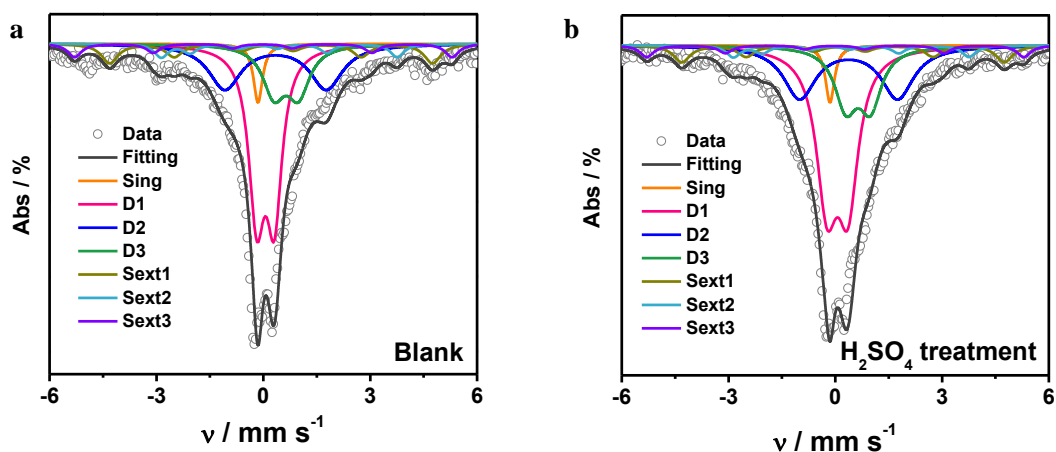 a
-6 -3 0 3 6
Abs / %
ν / mm s⁻¹
Data
Fitting
Sing
D1
D2
D3
Sext1
Sext2
Sext3
Blank
b
-6 -3 0 3 6
Abs / %
ν / mm s⁻¹
Data
Fitting
Sing
D1
D2
D3
Sext1
Sext2
Sext3
H₂SO₄ treatment